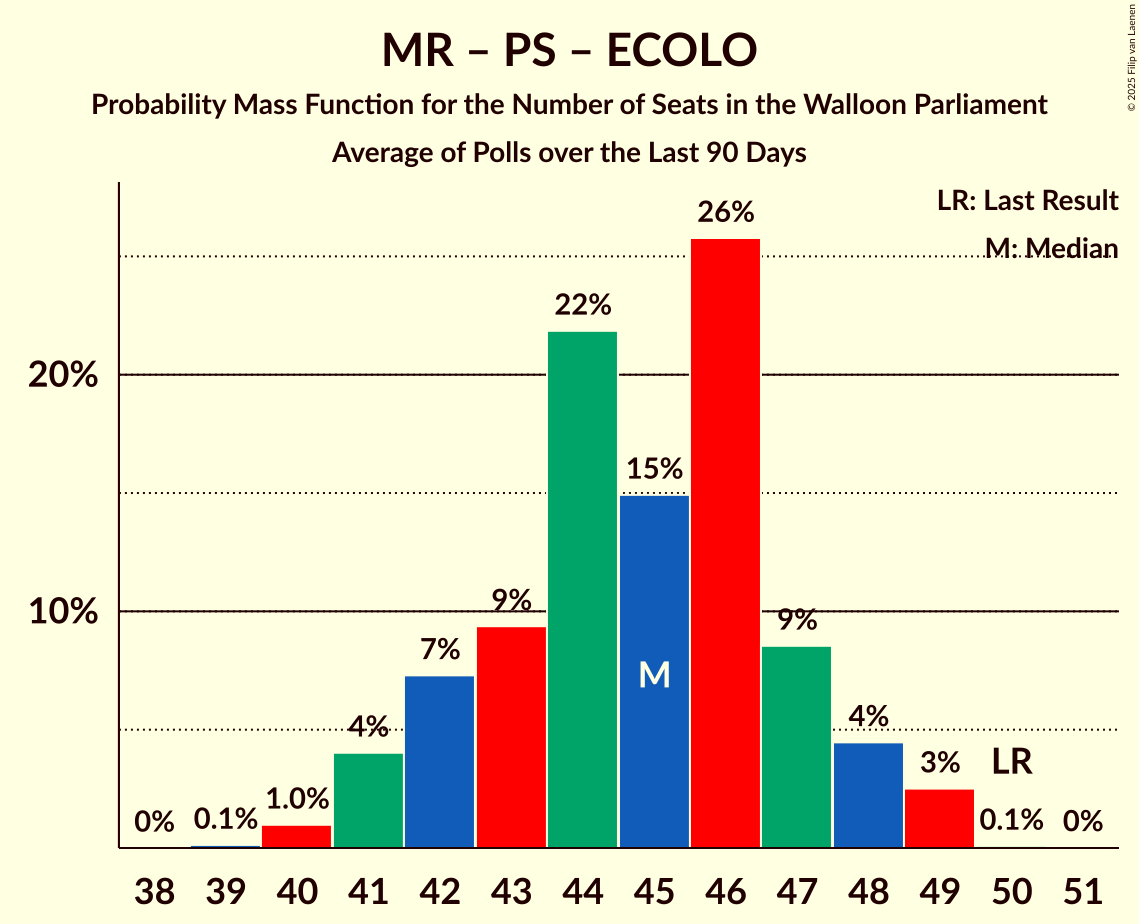 MR – PS – ECOLO
Probability Mass Function for the Number of Seats in the Walloon Parliament
Average of Polls over the Last 90 Days
© 2025 Filip van Laenen
LR: Last Result
M: Median
20%
10%
0%
0.1%
1.0%
4%
7%
9%
22%
15%
26%
9%
4%
3%
0.1%
0%
M
LR
38 39 40 41 42 43 44 45 46 47 48 49 50 51